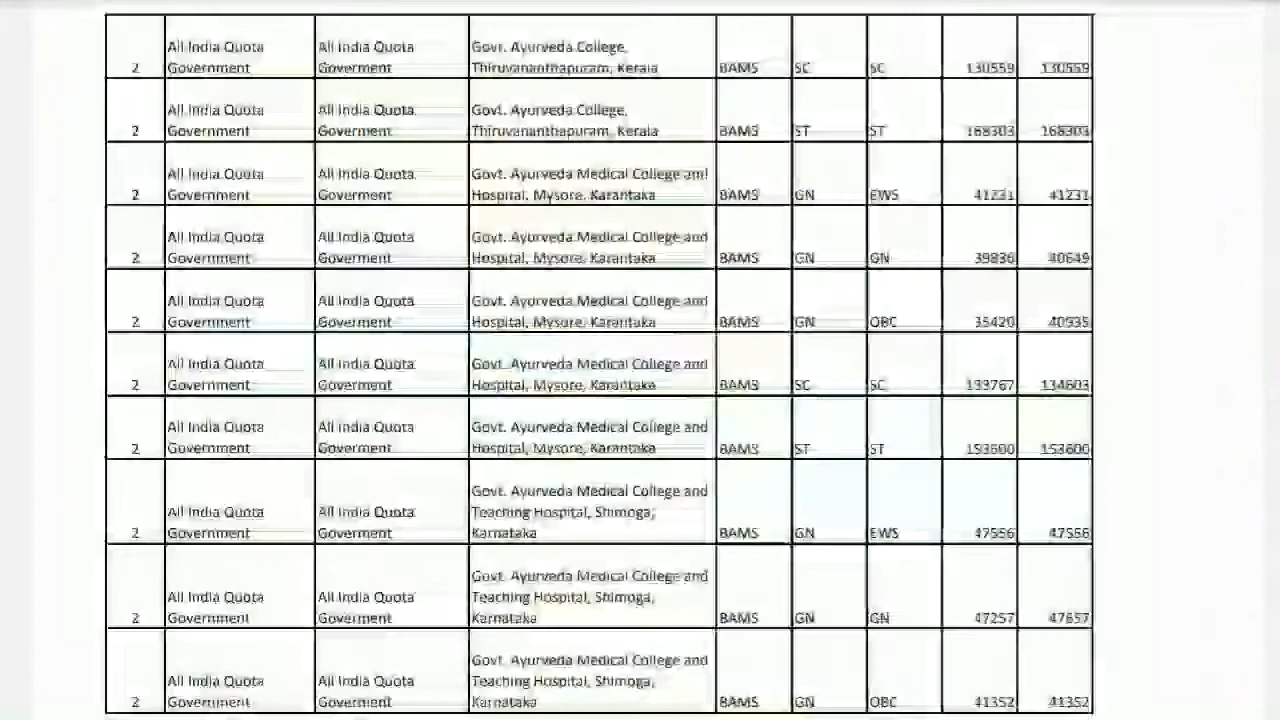 All India Quota All India Quota Govt. Ayurveda College,
2 Government Goverment Thiruvananthapuram, Kerala BAMS SC SC 130559 130559
All India Quota All India Quota Govt. Ayurveda College,
2 Government Goverment Thiruvananthapuram, Kerala BAMS ST ST 168303 168303
All India Quota All India Quota Govt. Ayurveda Medical College and
2 Government Goverment Hospital, Mysore, Karantaka BAMS GN EWS 41231 41231
All India Quota All India Quota Govt. Ayurveda Medical College and
2 Government Goverment Hospital, Mysore, Karantaka BAMS GN GN 39836 40649
All India Quota All India Quota Govt. Ayurveda Medical College and
2 Government Goverment Hospital, Mysore, Karantaka BAMS GN OBC 35420 40935
All India Quota All India Quota Govt. Ayurveda Medical College and
2 Government Goverment Hospital, Mysore, Karantaka BAMS SC SC 134603
All India Quota All India Quota Govt. Ayurveda Medical College and
2 Government Goverment Hospital, Mysore, Karantaka BAMS ST ST 153600 153600
Govt. Ayurveda Medical College and
All India Quota All India Quota Teaching Hospital, Shimoga,
2 Government Goverment Karnataka BAMS GN EWS 47556 47556
Govt. Ayurveda Medical College and
All India Quota All India Quota Teaching Hospital, Shimoga,
2 Government Goverment Karnataka BAMS GN GN 47257 47657
Govt. Ayurveda Medical College and
All India Quota All India Quota Teaching Hospital, Shimoga,
2 Government Goverment Karnataka BAMS GN OBC 41352 41352